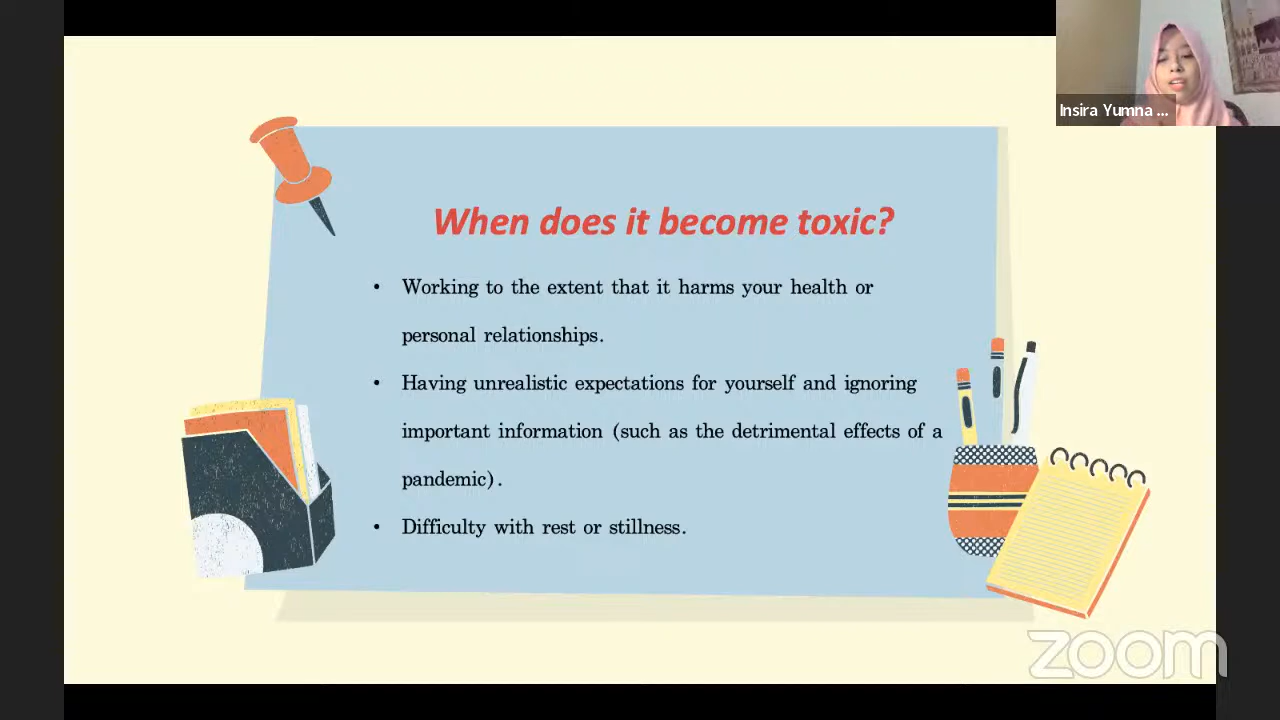 Insira Yumna ...
When does it become toxic?
• Working to the extent that it harms your health or
personal relationships.
• Having unrealistic expectations for yourself and ignoring
important information (such as the detrimental effects of a
pandemic).
• Difficulty with rest or stillness.
zoom